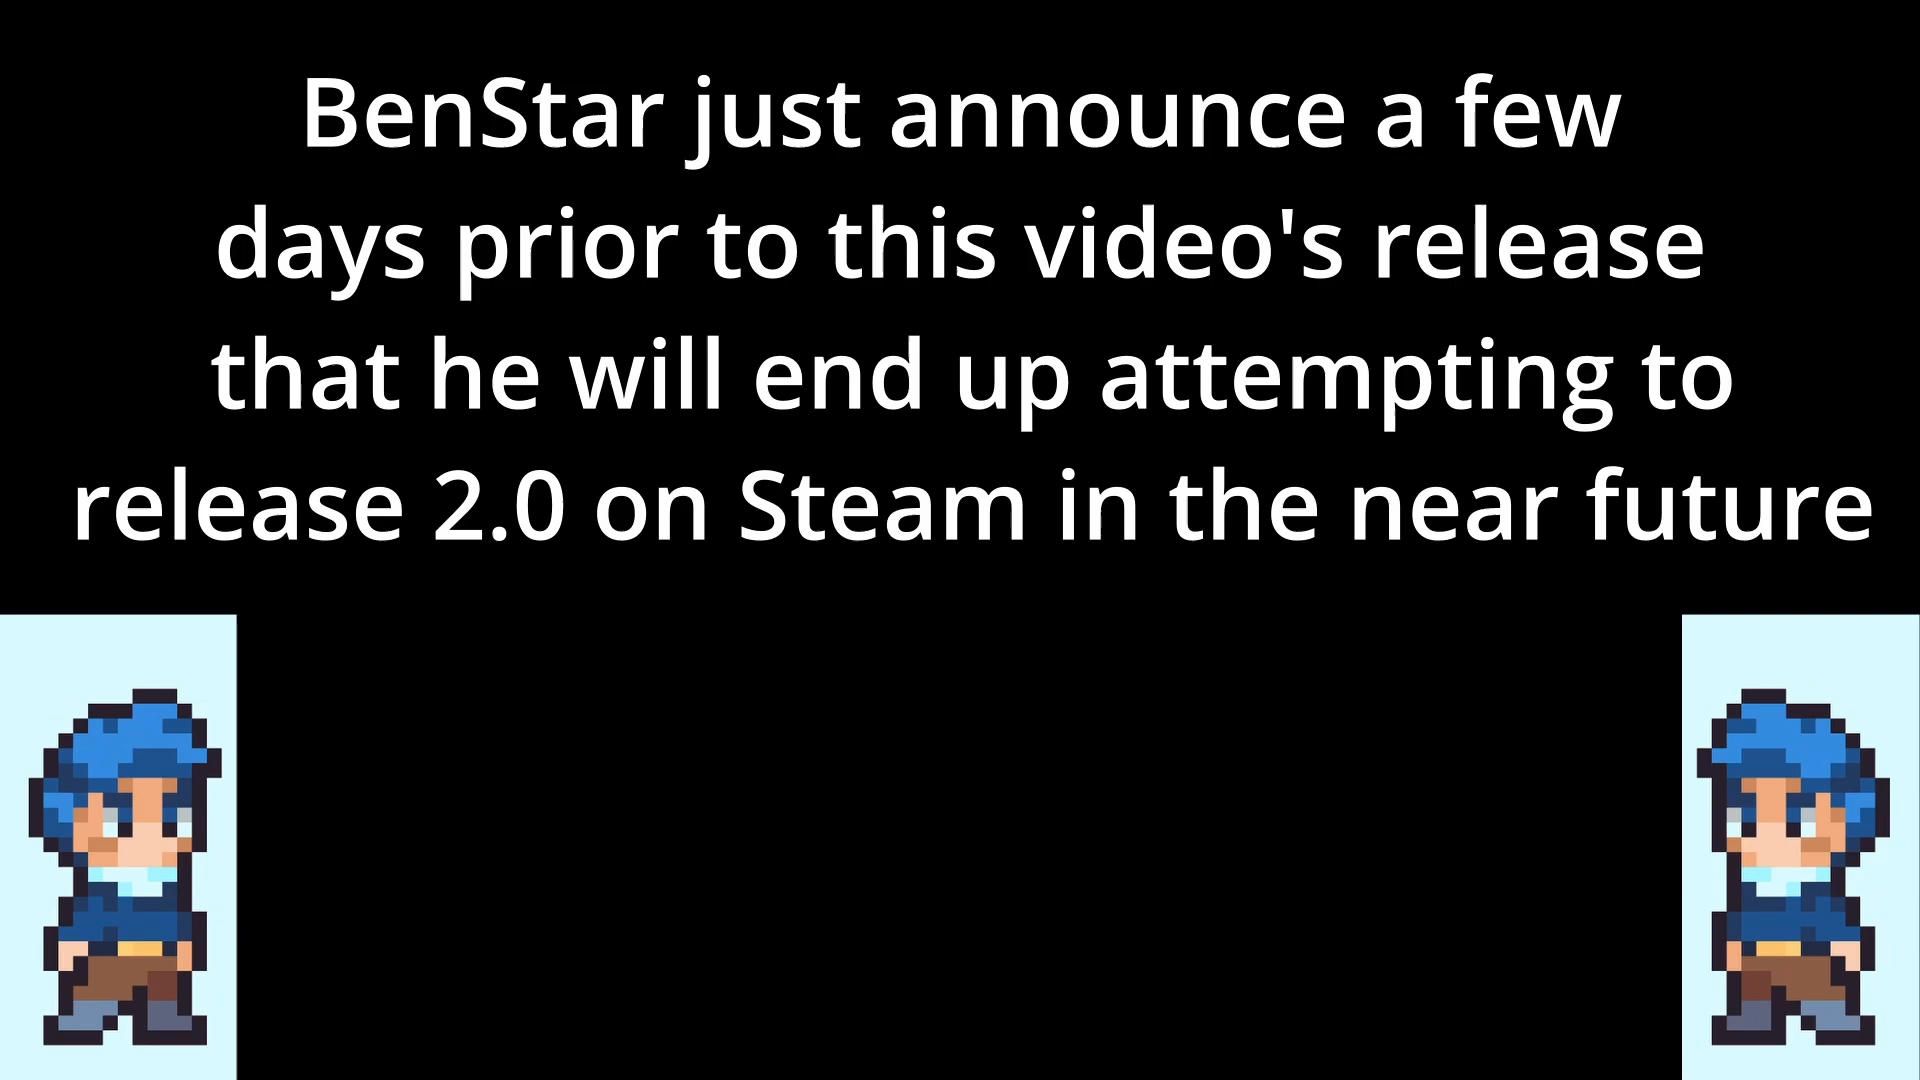 BenStar just announce a few
days prior to this video's release
that he will end up attempting to
release 2.0 on Steam in the near future